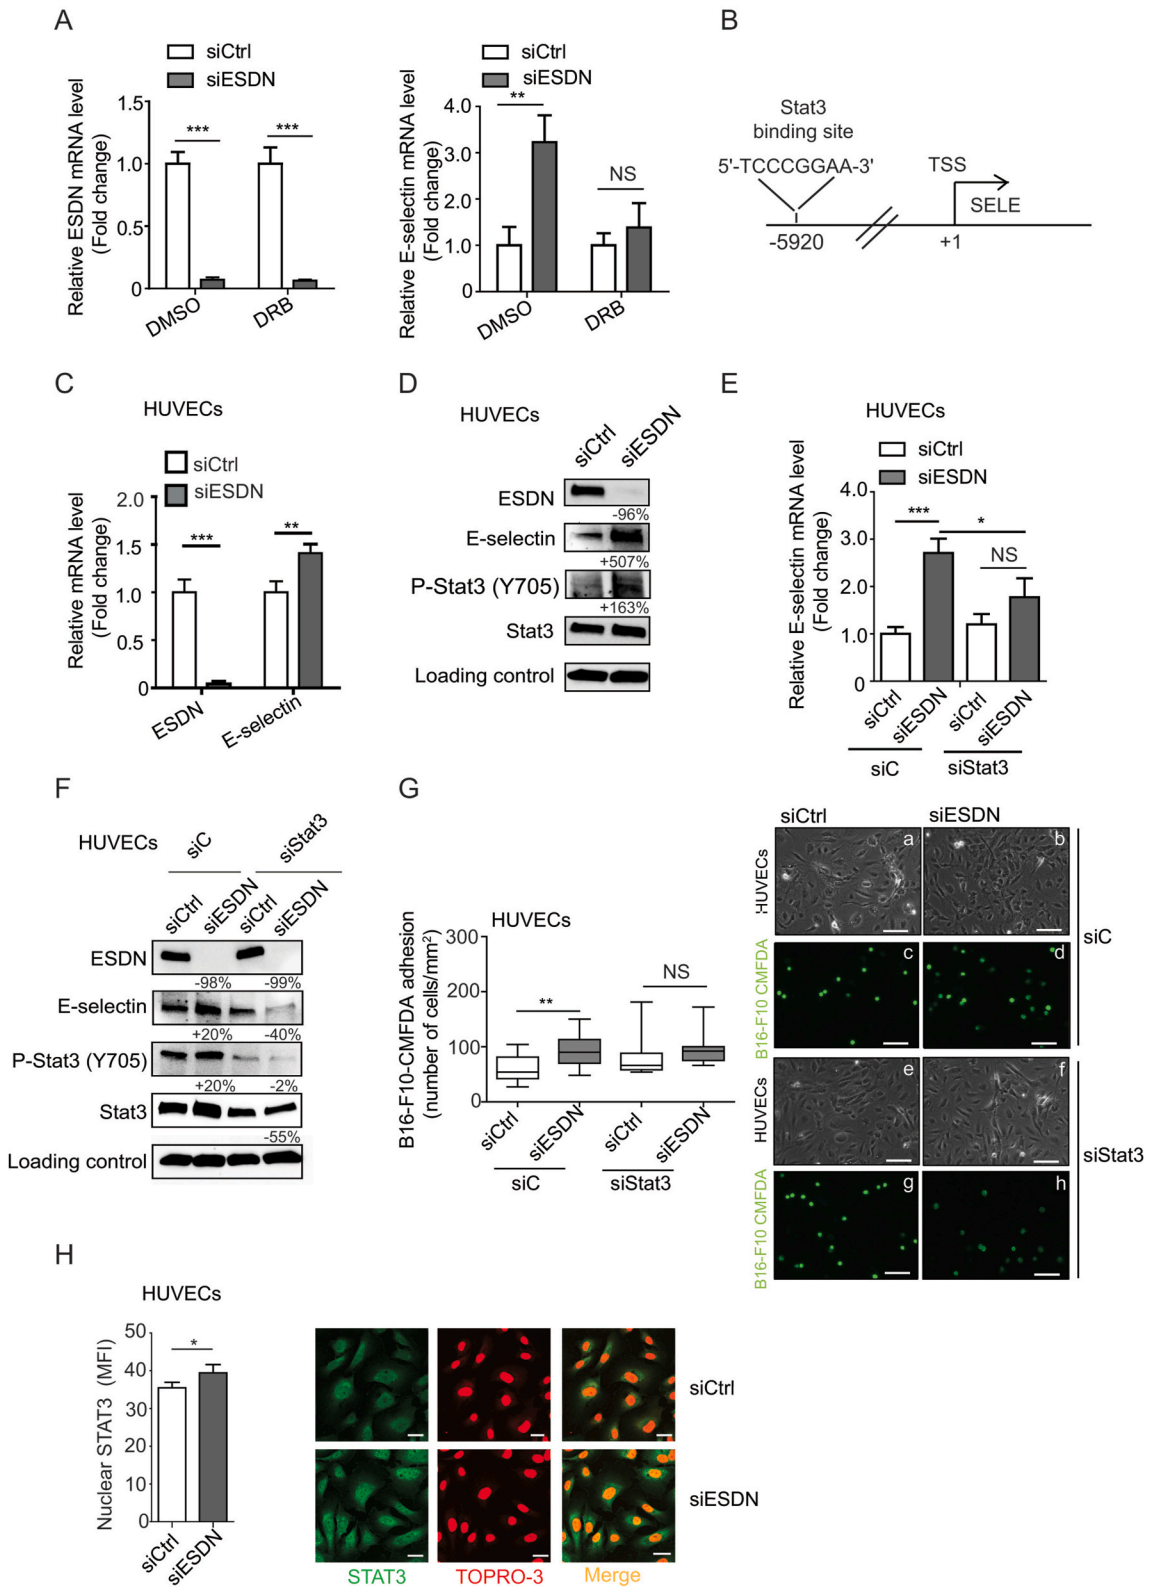 A
siCtrl
siESDN
Relative ESDN mRNA level
(Fold change)
1.5
1.0
0.5
0
***
***
DMSO
DRB
siCtrl
siESDN
Relative E-selectin mRNA level
(Fold change)
4.0
3.0
2.0
1.0
0
**
NS
DMSO
DRB
B
Stat3
binding site
5'-TCCCGGAA-3'
TSS
SELE
-5920
+1
C
HUVECs
siCtrl
siESDN
Relative mRNA level
(Fold change)
2.0
1.5
1.0
0.5
0
***
**
ESDN
E-selectin
D
HUVECs
siCtrl
siESDN
ESDN
-96%
E-selectin
+507%
P-Stat3 (Y705)
+163%
Stat3
Loading control
E
HUVECs
siCtrl
siESDN
Relative E-selectin mRNA level
(Fold change)
4.0
3.0
2.0
1.0
0
***
*
NS
siCtrl
siESDN
siCtrl
siESDN
siC
siStat3
F
HUVECs
siC
siStat3
siCtrl
siESDN
siCtrl
siESDN
ESDN
-98%
-99%
E-selectin
+20%
-40%
P-Stat3 (Y705)
+20%
-2%
Stat3
-55%
Loading control
G
HUVECs
B16-F10-CMFDA adhesion
(number of cells/mm²)
300
200
100
0
**
NS
siCtrl
siESDN
siCtrl
siESDN
siC
siStat3
siCtrl
siESDN
HUVECs
a
b
B16-F10 CMFDA
c
d
siC
HUVECs
e
f
B16-F10 CMFDA
g
h
siStat3
H
HUVECs
Nuclear STAT3 (MFI)
50
40
30
20
10
0
*
siCtrl
siESDN
siCtrl
siESDN
STAT3
TOPRO-3
Merge